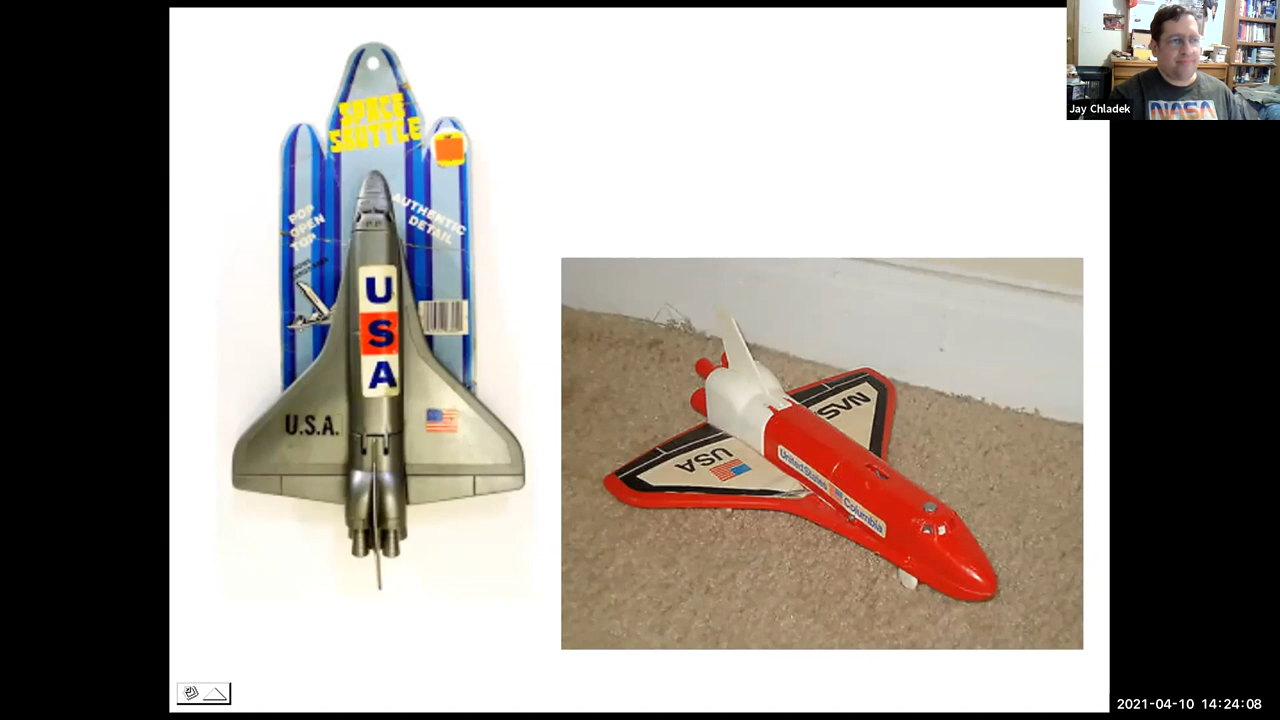 SPACE
SHUTTLE
POP
OPEN
TOP
AUTHENTIC
DETAIL
U
S
A
U.S.A.
NAS
USA
United States
Columbia
NASA
Jay Chladek
2021-04-10 14:24:08